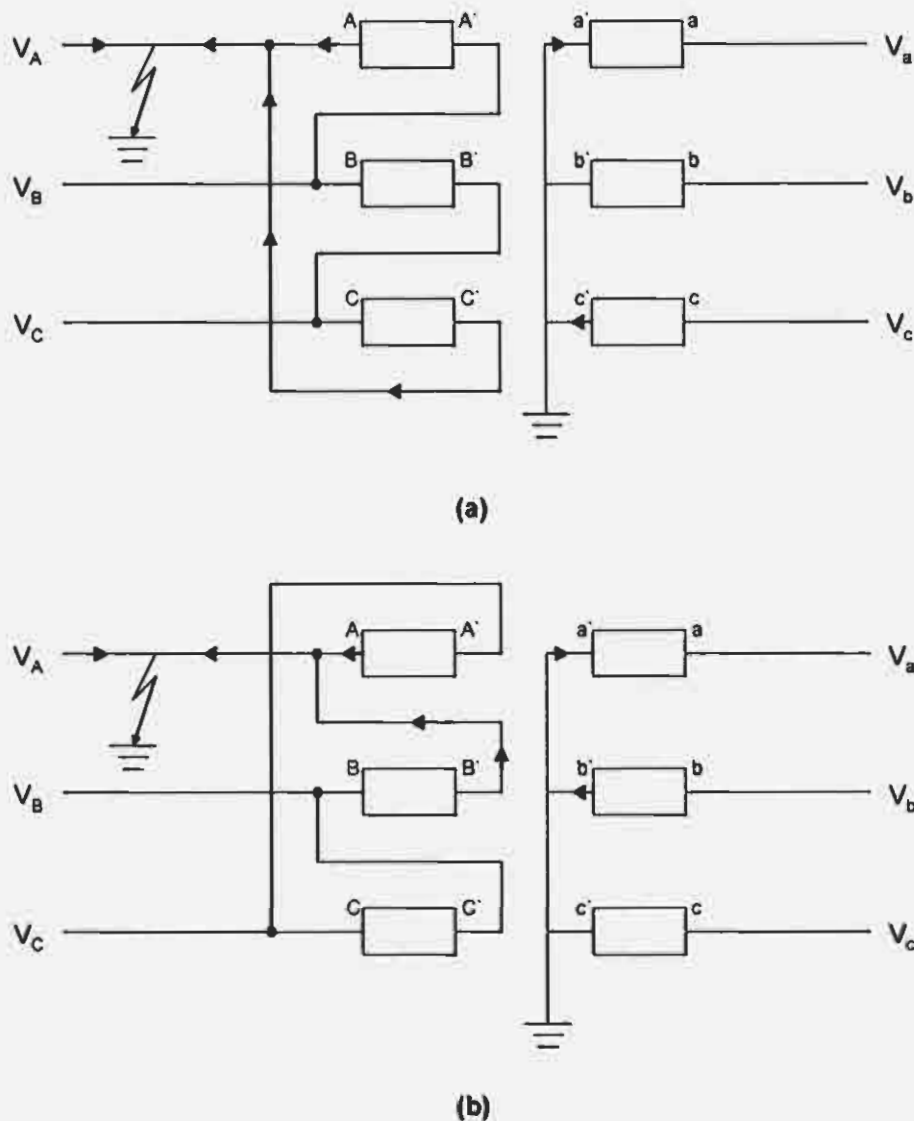 A A' a' a
V_A V_a
B B' b' b
V_B V_b
C C' c' c
V_C V_c
(a)
A A' a' a
V_A V_a
B B' b' b
V_B V_b
C C' c' c
V_C V_c
(b)